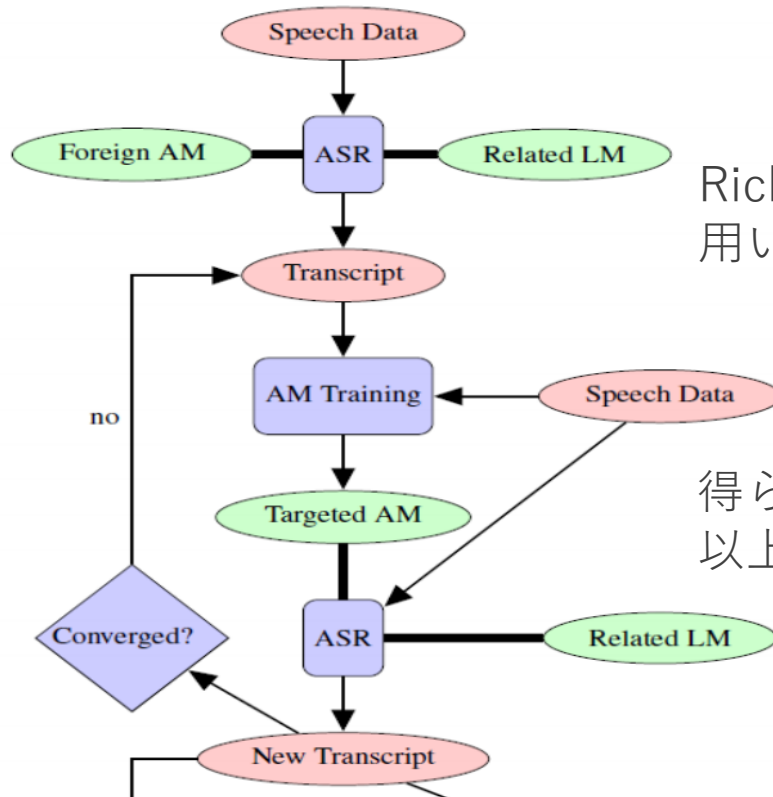 Speech Data
Foreign AM
ASR
Related LM
Transcript
AM Training
Speech Data
no
Targeted AM
Converged?
ASR
Related LM
New Transcript
用い
得ら
以上